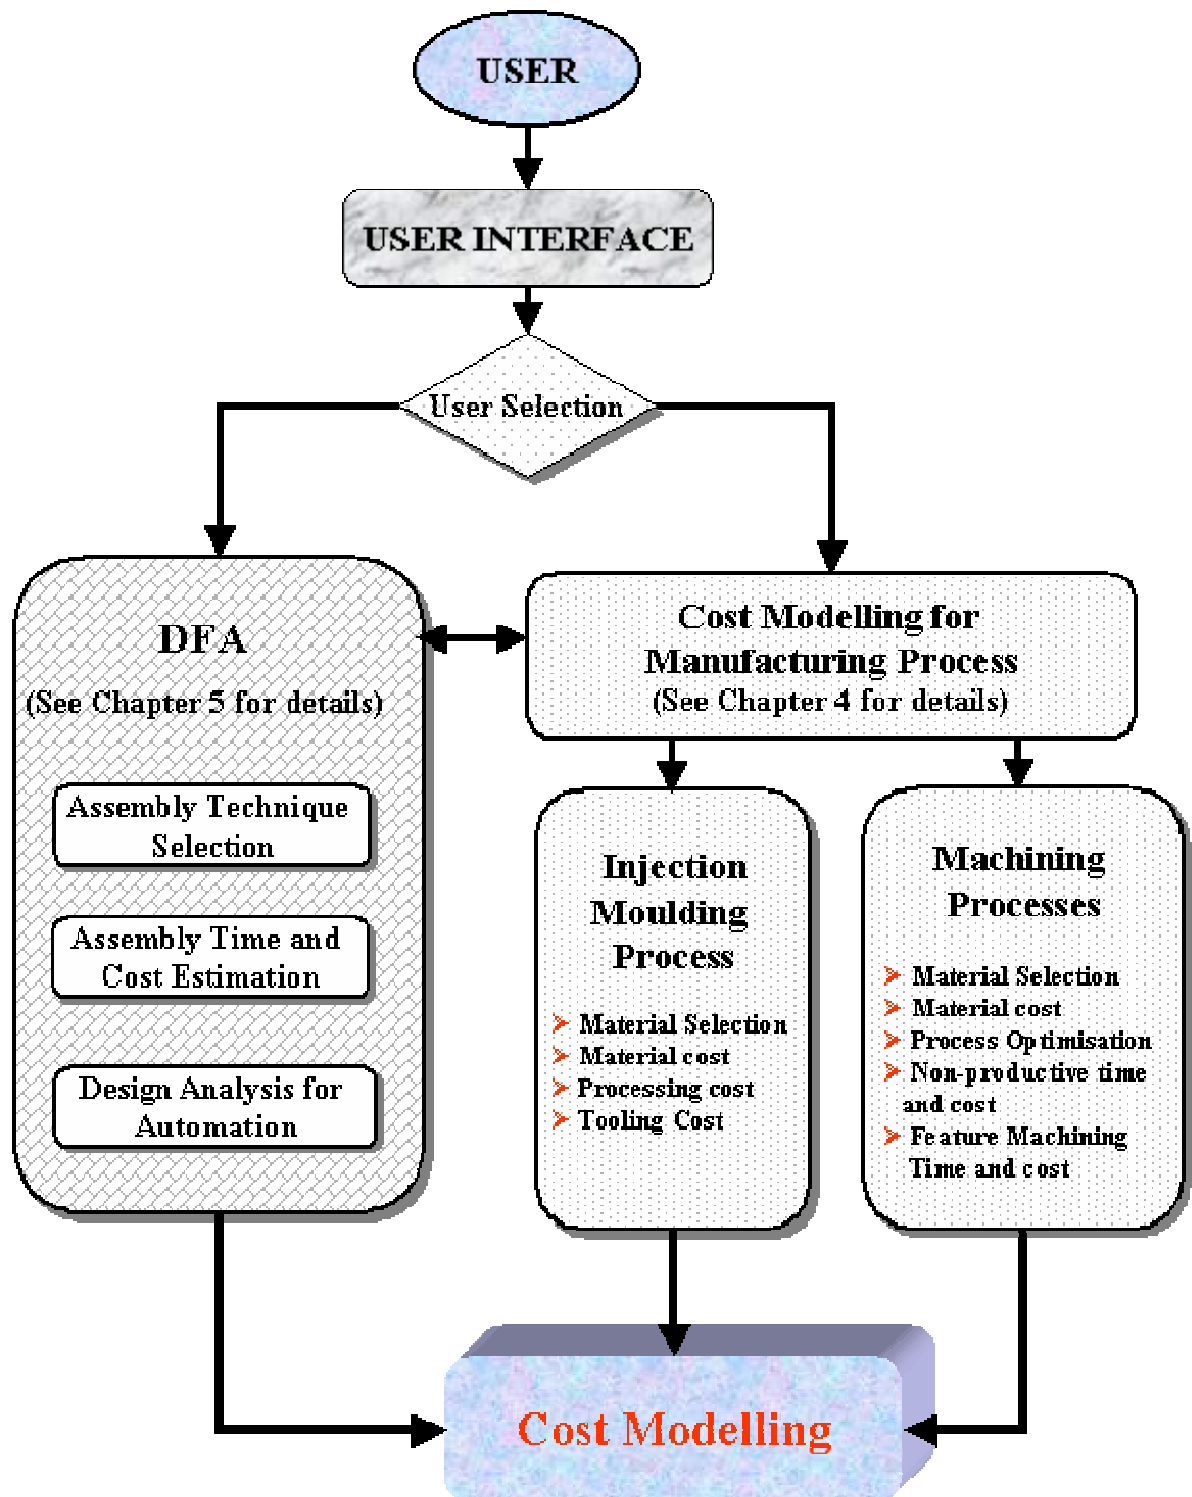 USER
USER INTERFACE
User Selection
DFA
(See Chapter 5 for details)
Assembly Technique
Selection
Assembly Time and
Cost Estimation
Design Analysis for
Automation
Cost Modelling for
Manufacturing Process
(See Chapter 4 for details)
Injection
Moulding
Process
Material Selection
Material cost
Processing cost
Tooling Cost
Machining
Processes
Material Selection
Material cost
Process Optimisation
Non-productive time
and cost
Feature Machining
Time and cost
Cost Modelling